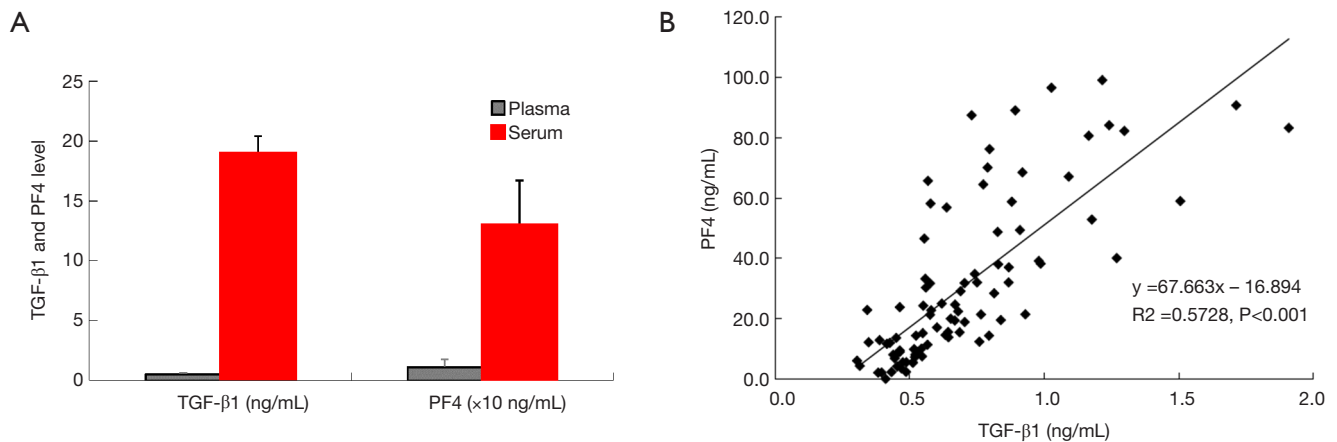 A
TGF-β1 and PF4 level
25
20
15
10
5
0
Plasma
Serum
TGF-β1 (ng/mL)
PF4 (×10 ng/mL)
B
PF4 (ng/mL)
120.0
100.0
80.0
60.0
40.0
20.0
0.0
y =67.663x – 16.894
R2 =0.5728, P<0.001
0.0 0.5 1.0 1.5 2.0
TGF-β1 (ng/mL)